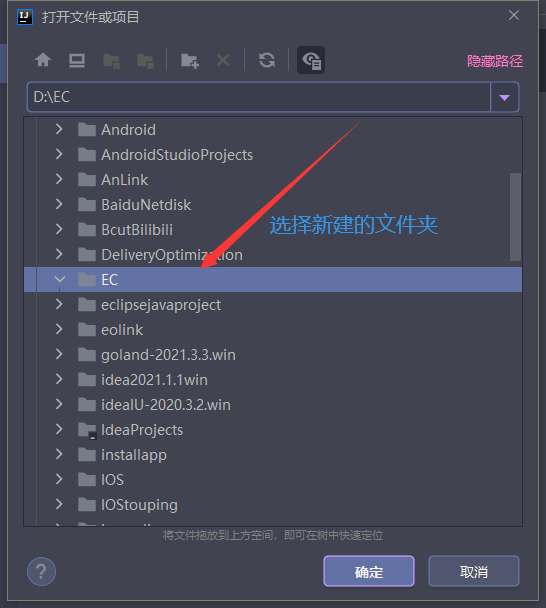 IJ 打开文件或项目
隐藏路径
D:\EC
Android
AndroidStudioProjects
AnLink
BaiduNetdisk
BcutBilibili
选择新建的文件夹
DeliveryOptimization
EC
eclipsejavaproject
eolink
goland-2021.3.3.win
idea2021.1.1win
ideaIU-2020.3.2.win
IdeaProjects
installapp
IOS
IOStouping
将文件拖放到上方空间，即可在树中快速定位
?
确定
取消